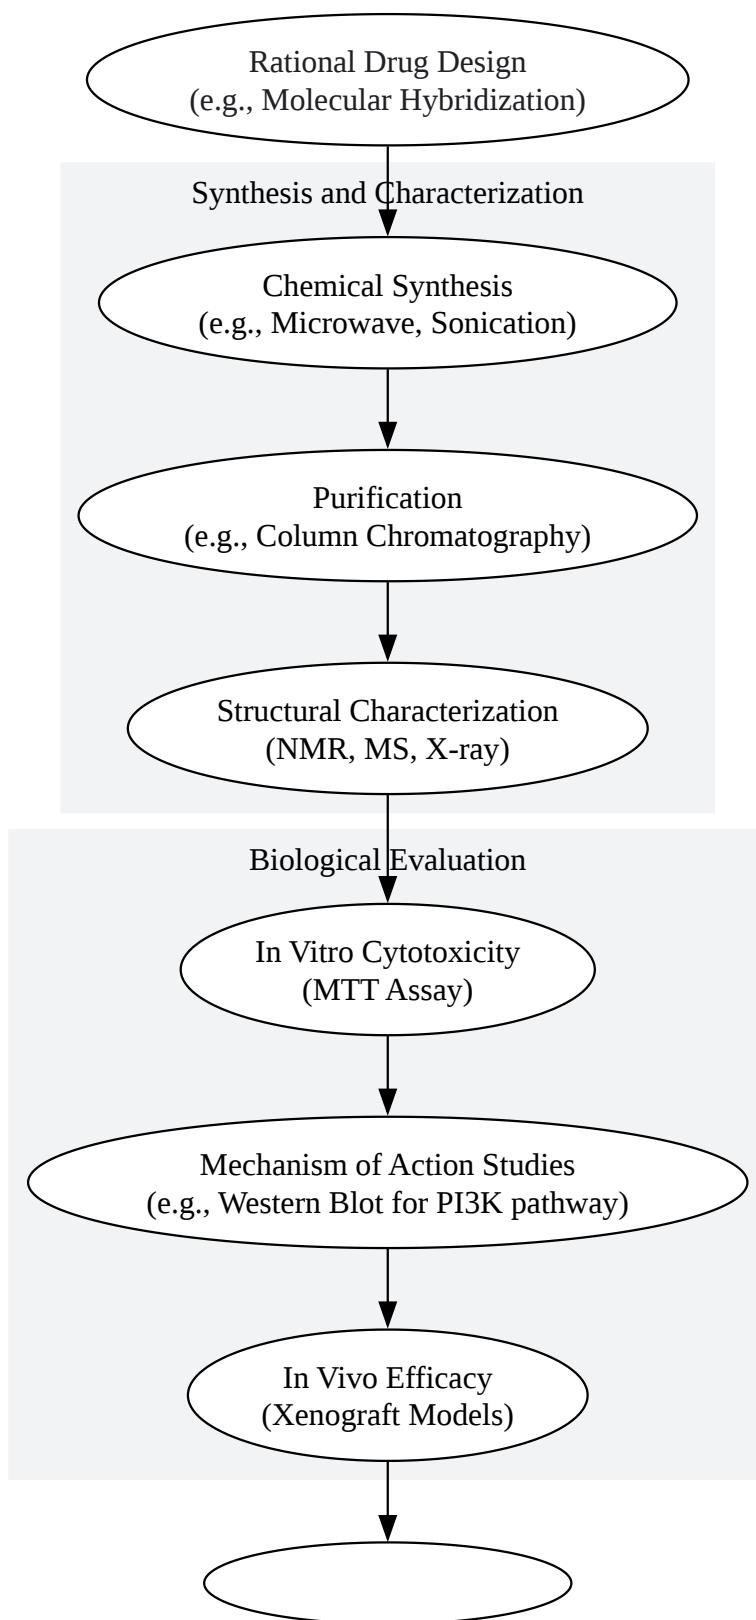 Rational Drug Design
(e.g., Molecular Hybridization)
Synthesis and Characterization
Chemical Synthesis
(e.g., Microwave, Sonication)
Purification
(e.g., Column Chromatography)
Structural Characterization
(NMR, MS, X-ray)
Biological Evaluation
In Vitro Cytotoxicity
(MTT Assay)
Mechanism of Action Studies
(e.g., Western Blot for PI3K pathway)
In Vivo Efficacy
(Xenograft Models)